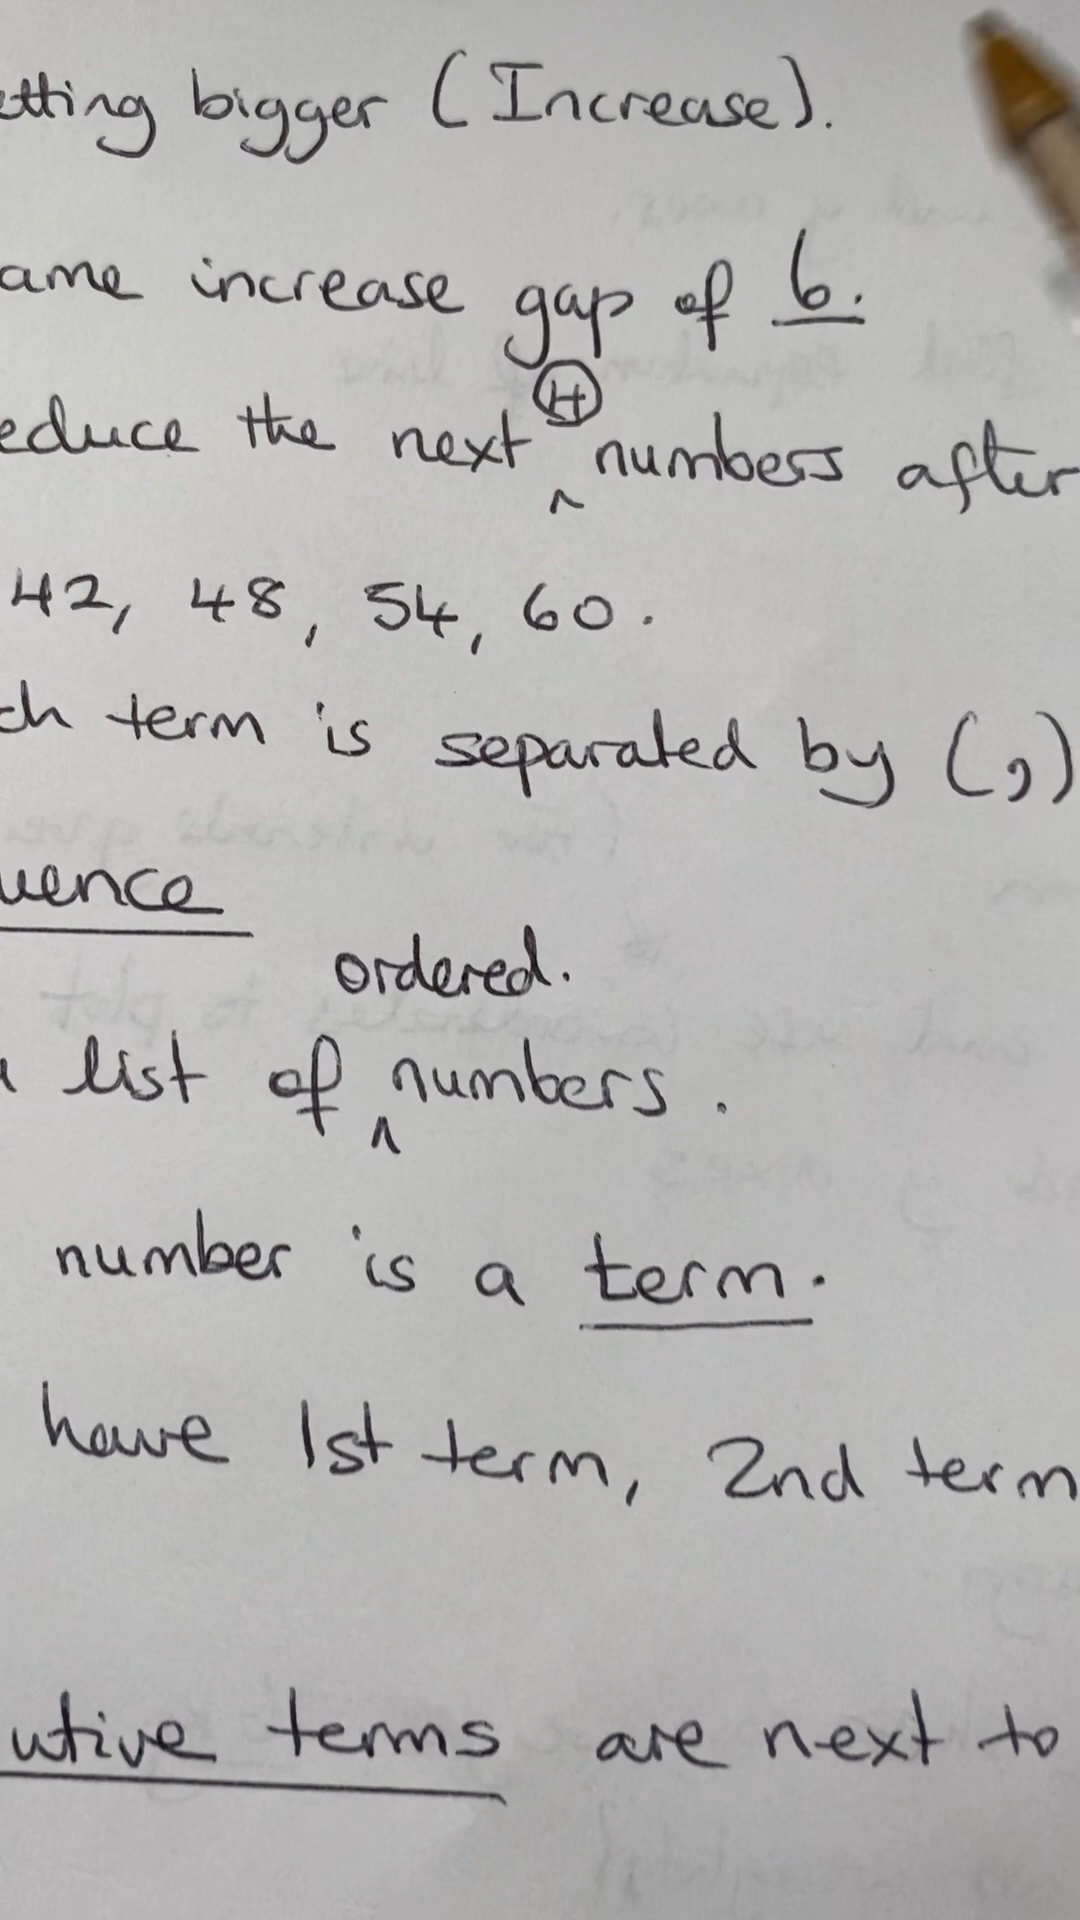 etting bigger (Increase).
ame increase gap of 6.
4
educe the next ^ numbers after
42, 48, 54, 60.
ch term is separated by (,)
uence
ordered.
list of ^ numbers.
number is a term.
have 1st term, 2nd term
utive terms are next to